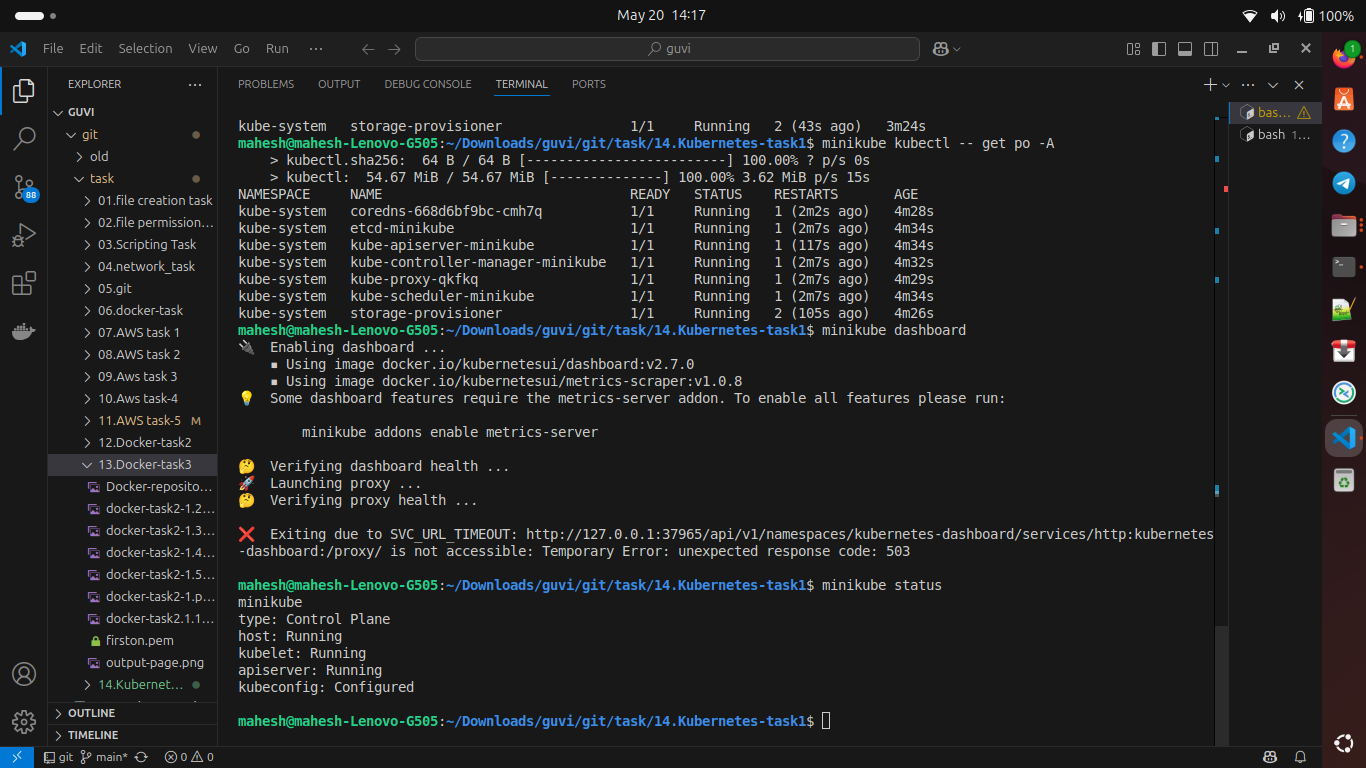 May 20 14:17
100%
File Edit Selection View Go Run ···
guvi
EXPLORER
PROBLEMS OUTPUT DEBUG CONSOLE TERMINAL PORTS
GUVI
git
old
task
01.file creation task
02.file permission...
03.Scripting Task
04.network_task
05.git
06.docker-task
07.AWS task 1
08.AWS task 2
09.Aws task 3
10.Aws task-4
11.AWS task-5 M
12.Docker-task2
13.Docker-task3
Docker-reposito...
docker-task2-1.2...
docker-task2-1.3...
docker-task2-1.4...
docker-task2-1.5...
docker-task2-1.p...
docker-task2.1.1...
firston.pem
output-page.png
14.Kubernet...
OUTLINE
TIMELINE
88
kube-system storage-provisioner 1/1 Running 2 (43s ago) 3m24s
mahesh@mahesh-Lenovo-G505:~/Downloads/guvi/git/task/14.Kubernetes-task1$ minikube kubectl -- get po -A
> kubectl.sha256: 64 B / 64 B [-------------------------] 100.00% ? p/s 0s
> kubectl: 54.67 MiB / 54.67 MiB [--------------] 100.00% 3.62 MiB p/s 15s
NAMESPACE NAME READY STATUS RESTARTS AGE
kube-system coredns-668d6bf9bc-cmh7q 1/1 Running 1 (2m2s ago) 4m28s
kube-system etcd-minikube 1/1 Running 1 (2m7s ago) 4m34s
kube-system kube-apiserver-minikube 1/1 Running 1 (117s ago) 4m34s
kube-system kube-controller-manager-minikube 1/1 Running 1 (2m7s ago) 4m32s
kube-system kube-proxy-qkfkq 1/1 Running 1 (2m7s ago) 4m29s
kube-system kube-scheduler-minikube 1/1 Running 1 (2m7s ago) 4m34s
kube-system storage-provisioner 1/1 Running 2 (105s ago) 4m26s
mahesh@mahesh-Lenovo-G505:~/Downloads/guvi/git/task/14.Kubernetes-task1$ minikube dashboard
🔌 Enabling dashboard ...
▪ Using image docker.io/kubernetesui/dashboard:v2.7.0
▪ Using image docker.io/kubernetesui/metrics-scraper:v1.0.8
💡 Some dashboard features require the metrics-server addon. To enable all features please run:
minikube addons enable metrics-server
🤔 Verifying dashboard health ...
🚀 Launching proxy ...
🤔 Verifying proxy health ...
❌ Exiting due to SVC_URL_TIMEOUT: http://127.0.0.1:37965/api/v1/namespaces/kubernetes-dashboard/services/http:kubernetes
-dashboard:/proxy/ is not accessible: Temporary Error: unexpected response code: 503
mahesh@mahesh-Lenovo-G505:~/Downloads/guvi/git/task/14.Kubernetes-task1$ minikube status
minikube
type: Control Plane
host: Running
kubelet: Running
apiserver: Running
kubeconfig: Configured
mahesh@mahesh-Lenovo-G505:~/Downloads/guvi/git/task/14.Kubernetes-task1$
bas...
bash 1...
1
git main* 0 0